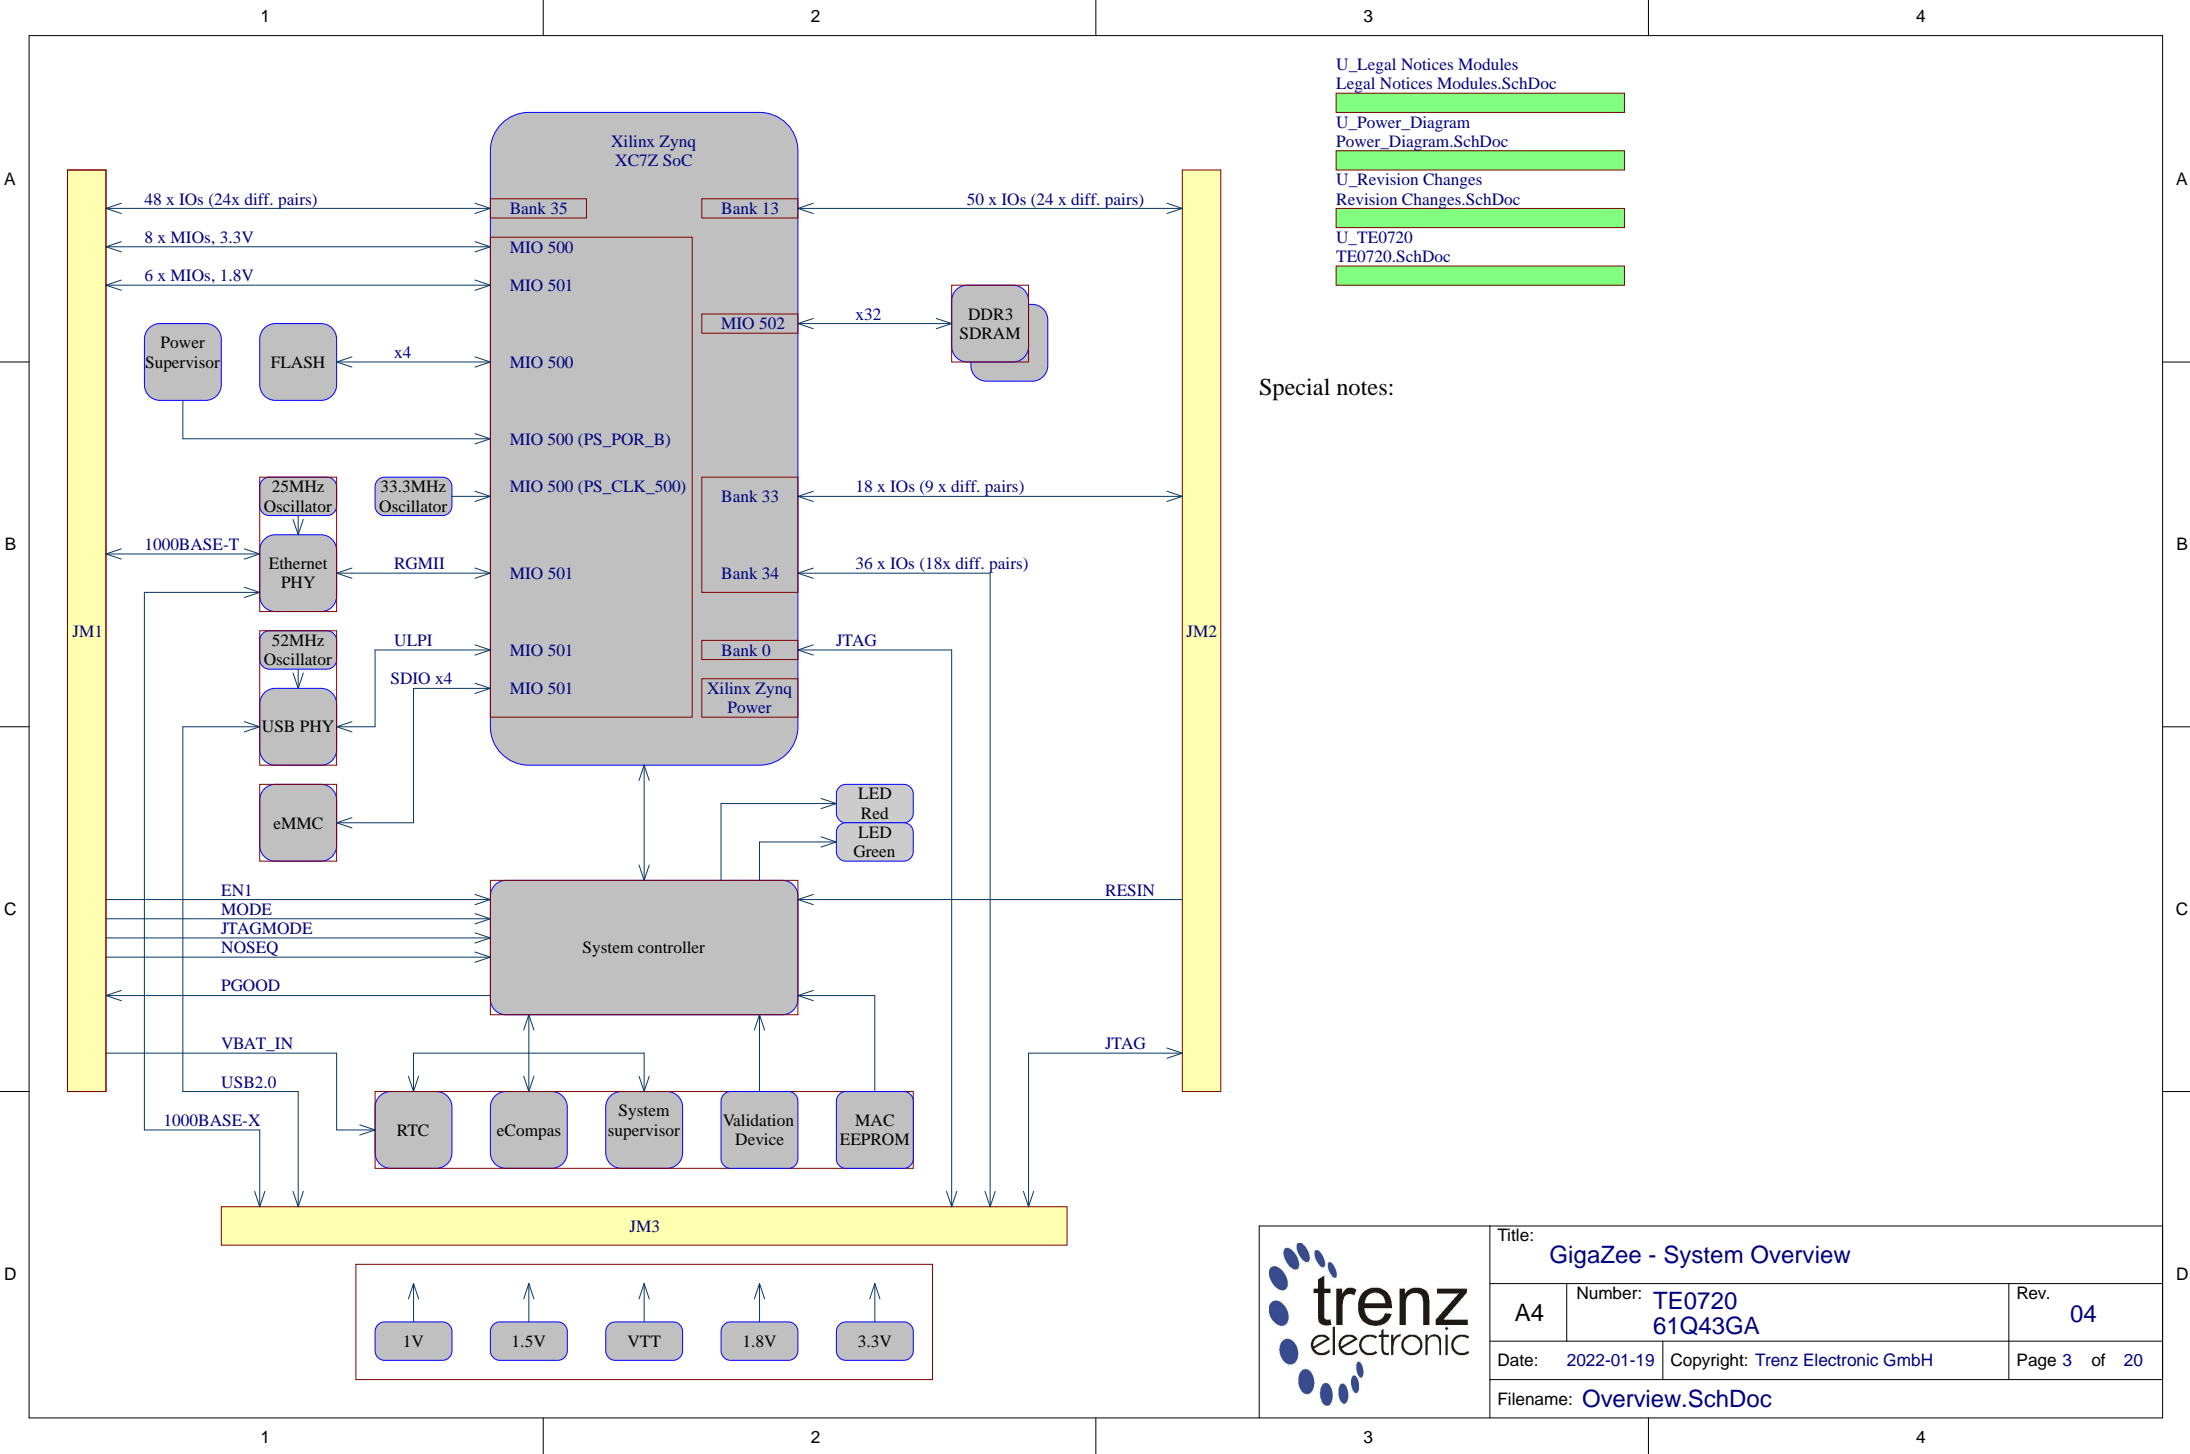 1 2 3 4
U_Legal Notices Modules
Legal Notices Modules.SchDoc
U_Power_Diagram
Power_Diagram.SchDoc
U_Revision Changes
Revision Changes.SchDoc
U_TE0720
TE0720.SchDoc
Special notes:
A
A
B
B
C
C
D
D
Xilinx Zynq
XC7Z SoC
48 x IOs (24x diff. pairs)
Bank 35
Bank 13
50 x IOs (24 x diff. pairs)
8 x MIOs, 3.3V
MIO 500
6 x MIOs, 1.8V
MIO 501
MIO 502
x32
DDR3
SDRAM
Power
Supervisor
FLASH
x4
MIO 500
MIO 500 (PS_POR_B)
25MHz
Oscillator
33.3MHz
Oscillator
MIO 500 (PS_CLK_500)
Bank 33
18 x IOs (9 x diff. pairs)
1000BASE-T
Ethernet
PHY
RGMII
MIO 501
Bank 34
36 x IOs (18x diff. pairs)
JM1
JM2
52MHz
Oscillator
ULPI
MIO 501
Bank 0
JTAG
SDIO x4
MIO 501
Xilinx Zynq
Power
USB PHY
eMMC
LED
Red
LED
Green
EN1
MODE
JTAGMODE
NOSEQ
PGOOD
System controller
RESIN
VBAT_IN
JTAG
USB2.0
1000BASE-X
RTC
eCompas
System
supervisor
Validation
Device
MAC
EEPROM
JM3
1V
1.5V
VTT
1.8V
3.3V
trenz
electronic
Title:
GigaZee - System Overview
A4
Number: TE0720
61Q43GA
Rev.
04
Date: 2022-01-19
Copyright: Trenz Electronic GmbH
Page 3 of 20
Filename: Overview.SchDoc
1 2 3 4